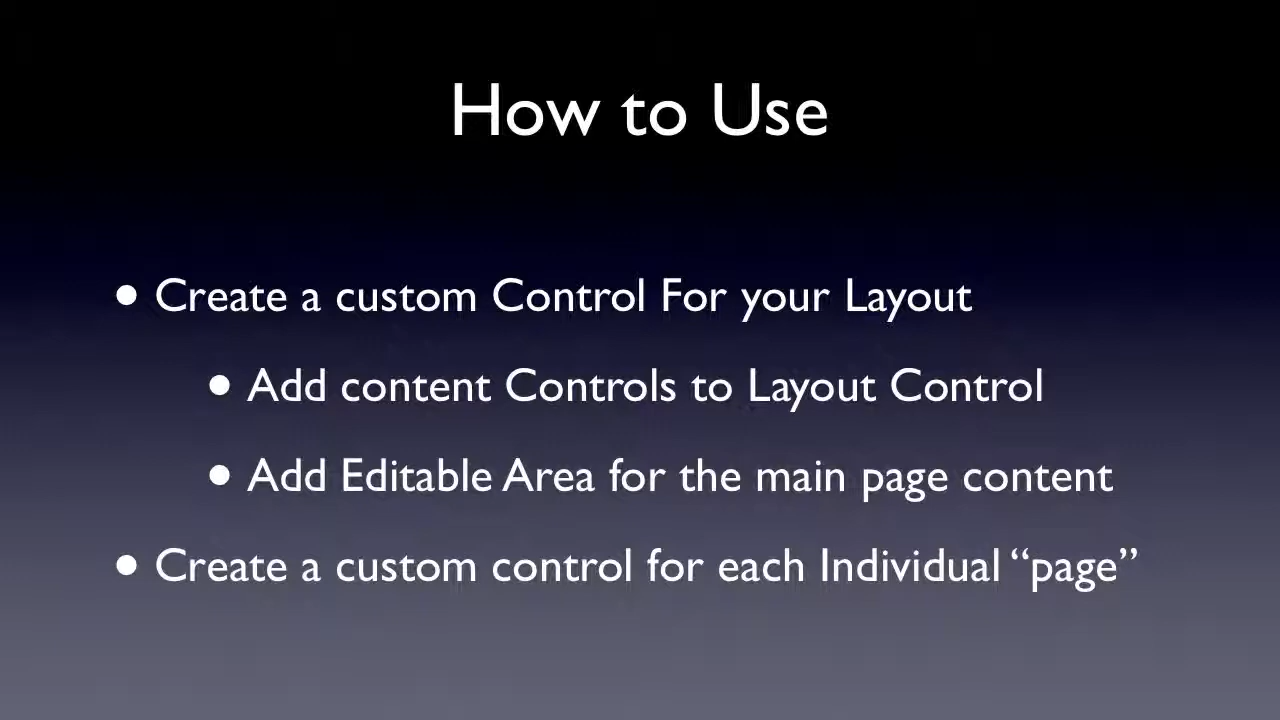 How to Use
• Create a custom Control For your Layout
• Add content Controls to Layout Control
• Add Editable Area for the main page content
• Create a custom control for each Individual “page”